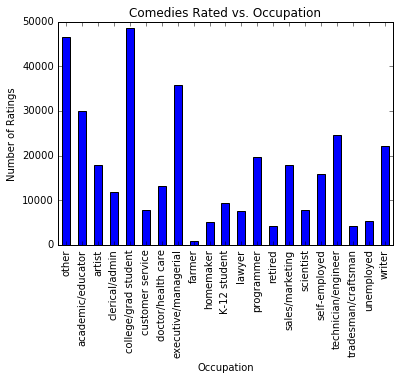 Comedies Rated vs. Occupation
50000
40000
30000
20000
10000
0
Number of Ratings
other
academic/educator
artist
clerical/admin
college/grad student
customer service
doctor/health care
executive/managerial
farmer
homemaker
K-12 student
lawyer
programmer
retired
sales/marketing
scientist
self-employed
technician/engineer
tradesman/craftsman
unemployed
writer
Occupation